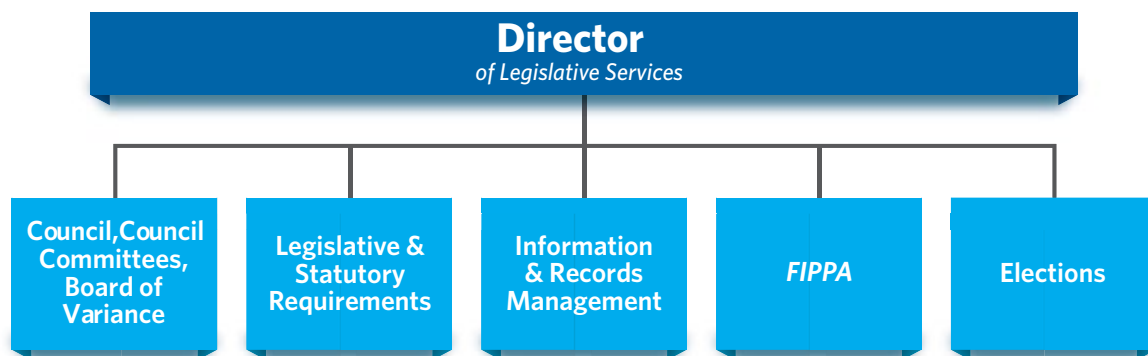 Director
of Legislative Services
Council,Council
Committees,
Board of
Variance
Legislative &
Statutory
Requirements
Information
& Records
Management
FIPPA
Elections